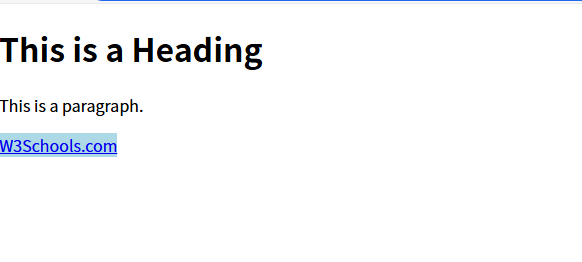 This is a Heading
This is a paragraph.
W3Schools.com